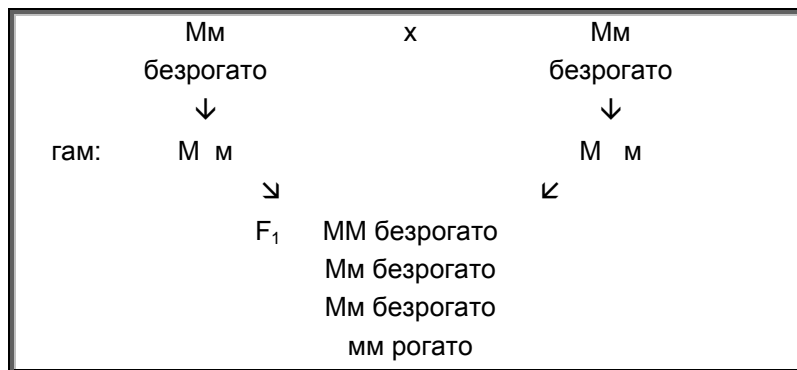 Мм х Мм
безрогато безрогато
↓ ↓
гам: М м М м
↘ ↙
F₁ ММ безрогато
Мм безрогато
Мм безрогато
мм рогато